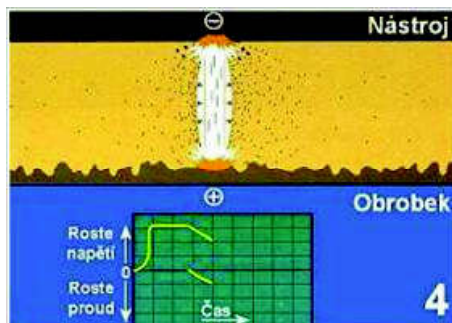 ⊖
Nástroj
⊕
Obrobek
Roste
napětí
0
Roste
proud
Čas
4